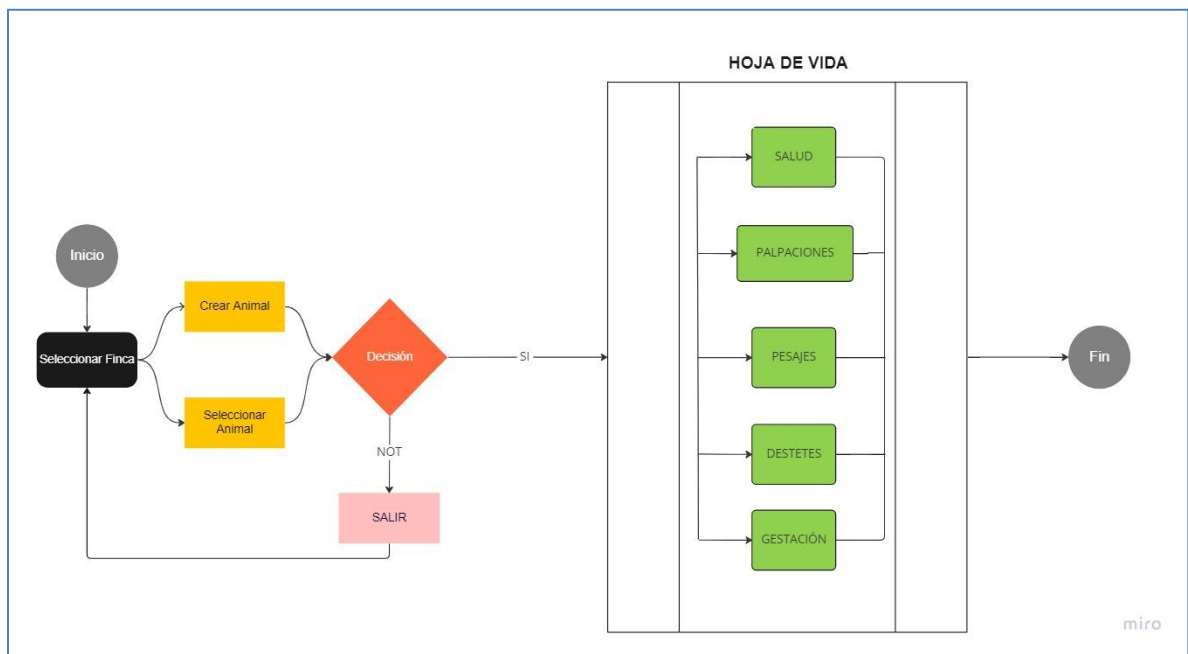 HOJA DE VIDA
Inicio
Seleccionar Finca
Crear Animal
Seleccionar
Animal
Decisión
SI
NOT
SALIR
SALUD
PALPACIONES
PESAJES
DESTETES
GESTACIÓN
Fin
miro